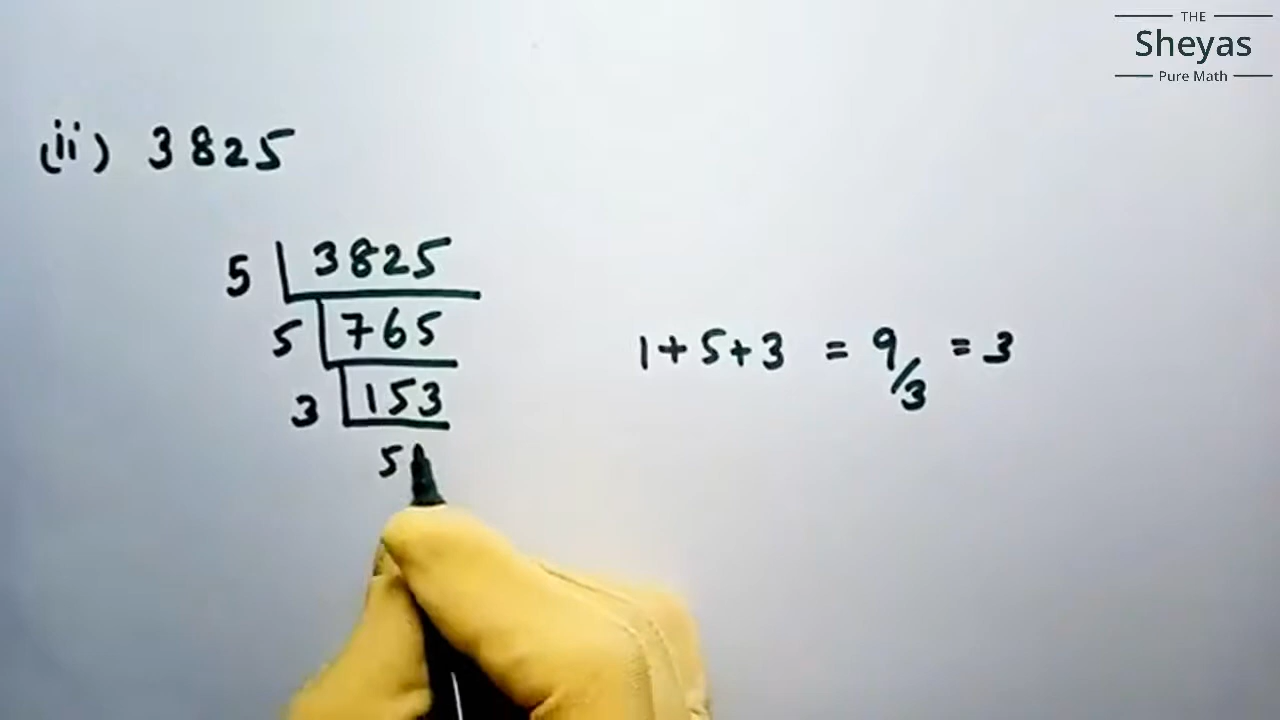 THE
Sheyas
Pure Math
(ii) 3825
5 3825
5 765
3 153
5
1+5+3 = 9/3 = 3